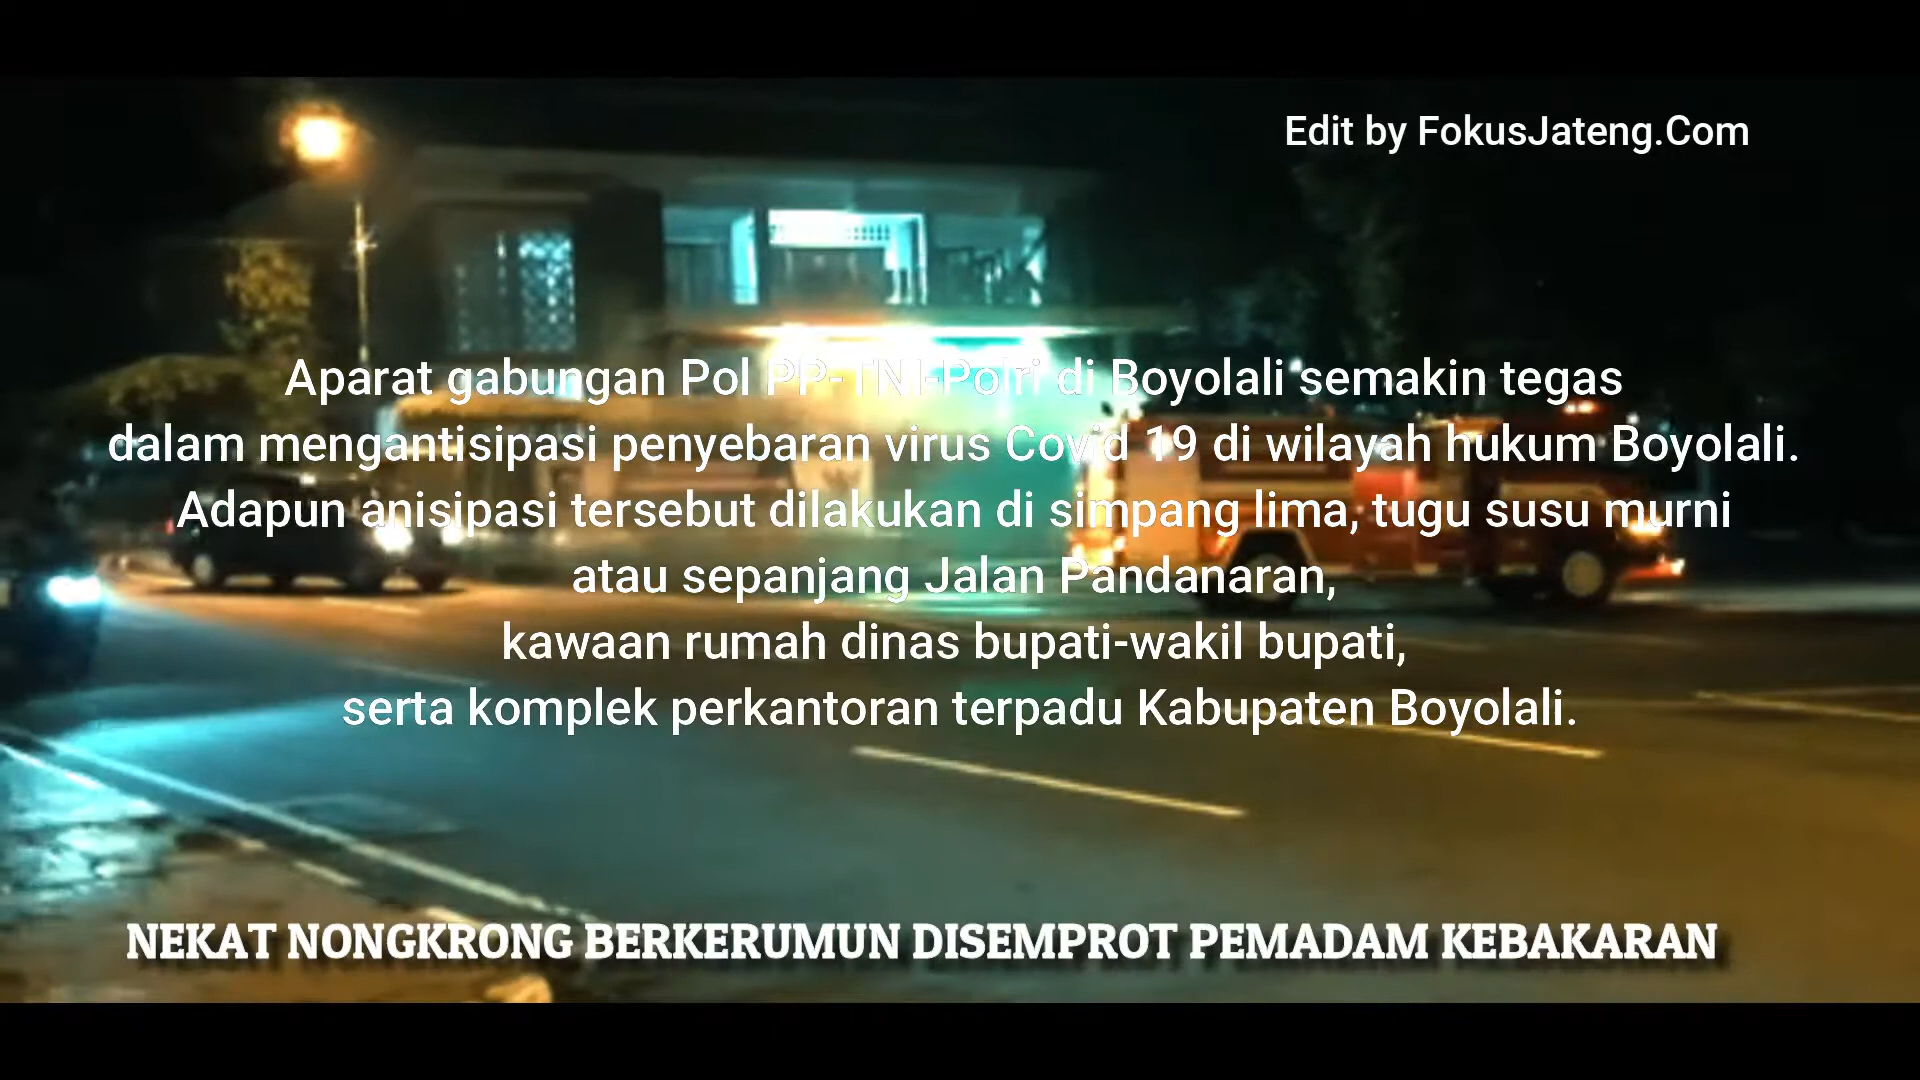 Edit by FokusJateng.Com
Aparat gabungan Pol PP-TNI-Polri di Boyolali semakin tegas
dalam mengantisipasi penyebaran virus Covid 19 di wilayah hukum Boyolali.
Adapun anisipasi tersebut dilakukan di simpang lima, tugu susu murni
atau sepanjang Jalan Pandanaran,
kawaan rumah dinas bupati-wakil bupati,
serta komplek perkantoran terpadu Kabupaten Boyolali.
NEKAT NONGKRONG BERKERUMUN DISEMPROT PEMADAM KEBAKARAN